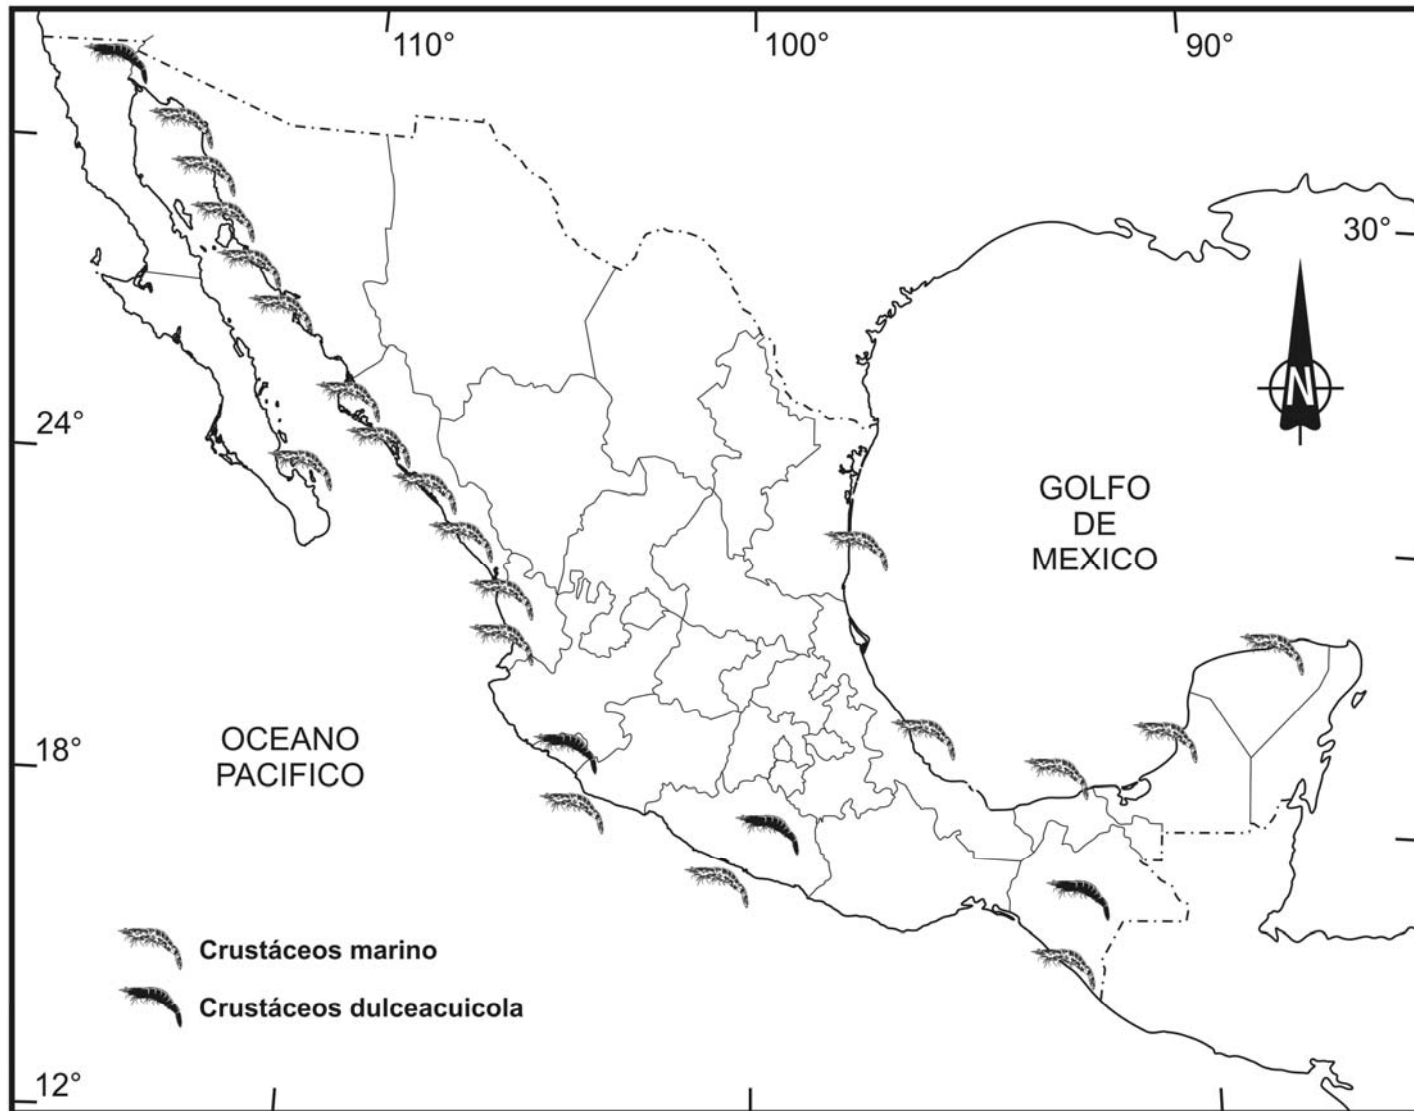 110°
100°
90°
30°
N
24°
GOLFO
DE
MEXICO
OCEANO
PACIFICO
18°
Crustáceos marino
Crustáceos dulceacuicola
12°